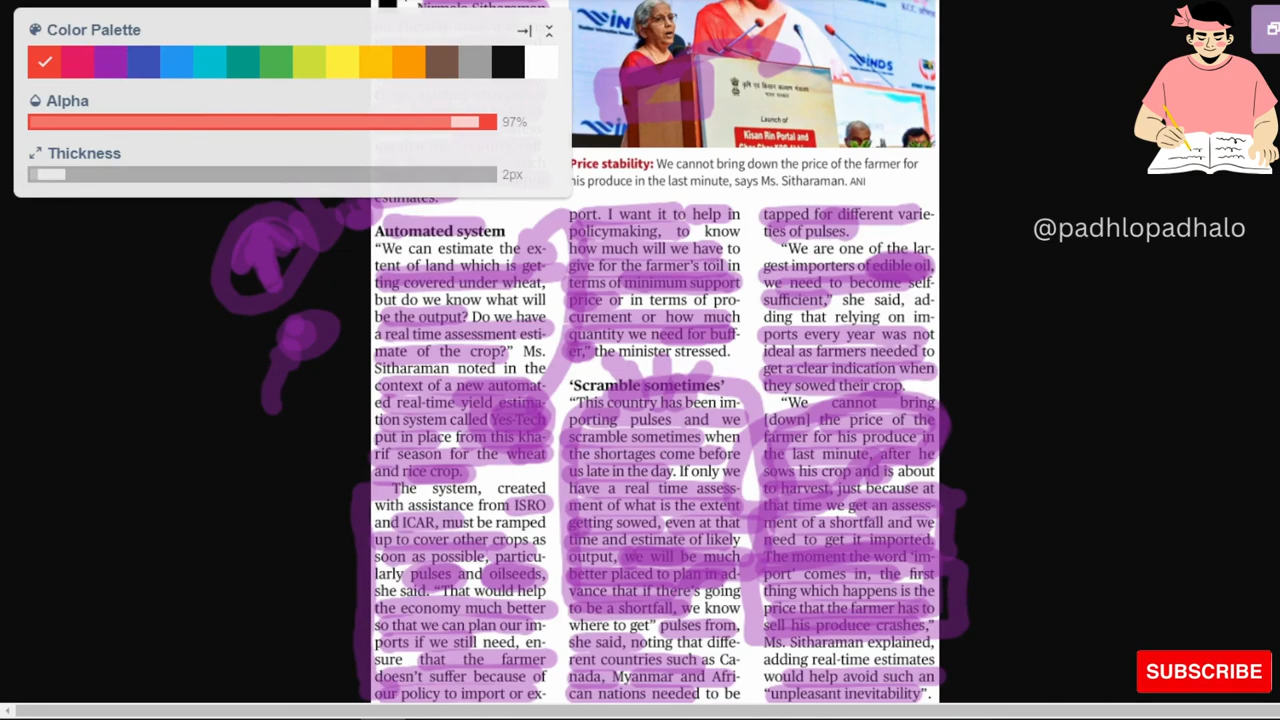 Nirmala Sitharaman
Color Palette
Alpha
97%
Thickness
2px
estimates.
Automated system
“We can estimate the ex-
tent of land which is get-
ting covered under wheat,
but do we know what will
be the output? Do we have
a real time assessment esti-
mate of the crop?” Ms.
Sitharaman noted in the
context of a new automat-
ed real-time yield estima-
tion system called Yes-Tech
put in place from this kha-
rif season for the wheat
and rice crop.
The system, created
with assistance from ISRO
and ICAR, must be ramped
up to cover other crops as
soon as possible, particu-
larly pulses and oilseeds,
she said. “That would help
the economy much better
so that we can plan our im-
ports if we still need, en-
sure that the farmer
doesn’t suffer because of
our policy to import or ex-
WINDS
Launch of
Kisan Rin Portal and
Price stability: We cannot bring down the price of the farmer for
his produce in the last minute, says Ms. Sitharaman. ANI
port. I want it to help in
policymaking, to know
how much will we have to
give for the farmer’s toil in
terms of minimum support
price or in terms of pro-
curement or how much
quantity we need for buff-
er,” the minister stressed.
‘Scramble sometimes’
“This country has been im-
porting pulses and we
scramble sometimes when
the shortages come before
us late in the day. If only we
have a real time assess-
ment of what is the extent
getting sowed, even at that
time and estimate of likely
output, we will be much
better placed to plan in ad-
vance that if there’s going
to be a shortfall, we know
where to get” pulses from,
she said, noting that diffe-
rent countries such as Ca-
nada, Myanmar and Afri-
can nations needed to be
tapped for different varie-
ties of pulses.
“We are one of the lar-
gest importers of edible oil,
we need to become self-
sufficient,” she said, ad-
ding that relying on im-
ports every year was not
ideal as farmers needed to
get a clear indication when
they sowed their crop.
“We cannot bring
[down] the price of the
farmer for his produce in
the last minute, after he
sows his crop and is about
to harvest, just because at
that time we get an assess-
ment of a shortfall and we
need to get it imported.
The moment the word ‘im-
port’ comes in, the first
thing which happens is the
price that the farmer has to
sell his produce crashes,”
Ms. Sitharaman explained,
adding real-time estimates
would help avoid such an
“unpleasant inevitability”.
@padhlopadhalo
SUBSCRIBE